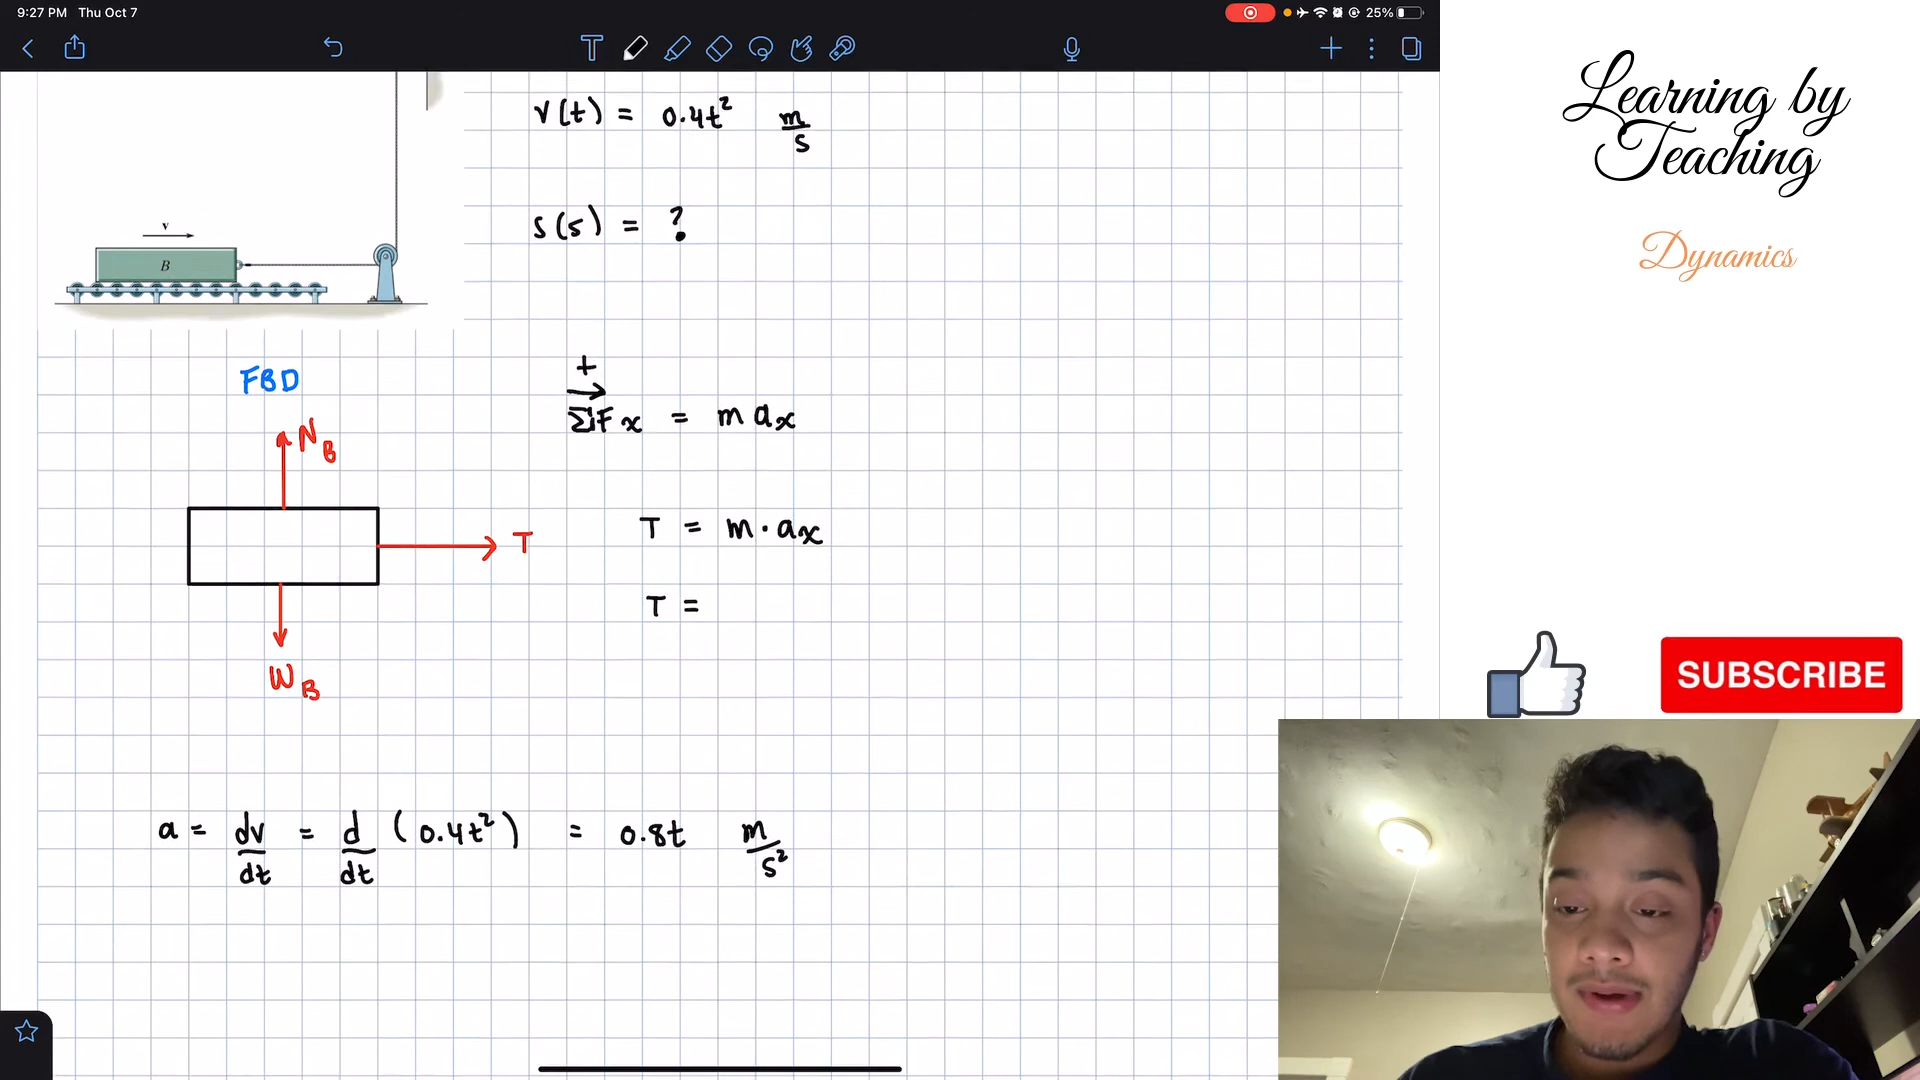 9:27 PM Thu Oct 7
25%
v(t) = 0.4t² m/s
s(5) = ?
v
B
FBD
N_B
T
W_B
+
→
ΣFx = m ax
T = m · ax
T =
a = dv/dt = d/dt (0.4t²) = 0.8t m/s²
Learning by
Teaching
Dynamics
SUBSCRIBE